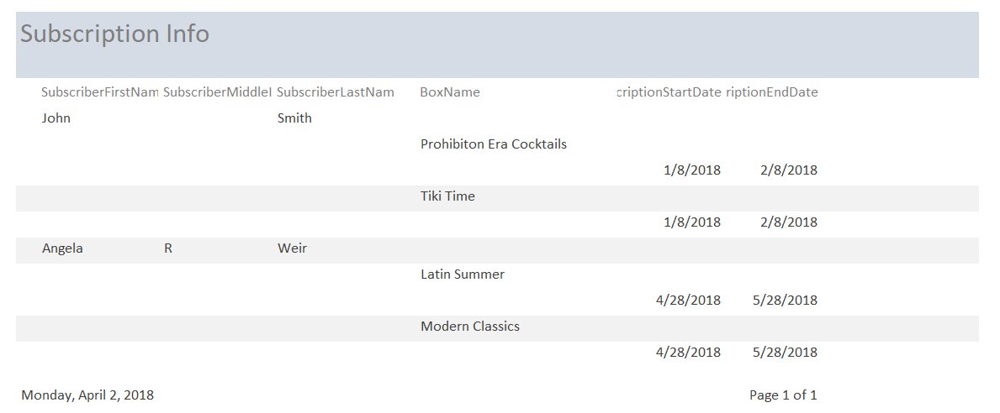 Subscription Info
SubscriberFirstNam SubscriberMiddleI SubscriberLastNam BoxName criptionStartDate riptionEndDate
John Smith
Prohibiton Era Cocktails
1/8/2018 2/8/2018
Tiki Time
1/8/2018 2/8/2018
Angela R Weir
Latin Summer
4/28/2018 5/28/2018
Modern Classics
4/28/2018 5/28/2018
Monday, April 2, 2018 Page 1 of 1